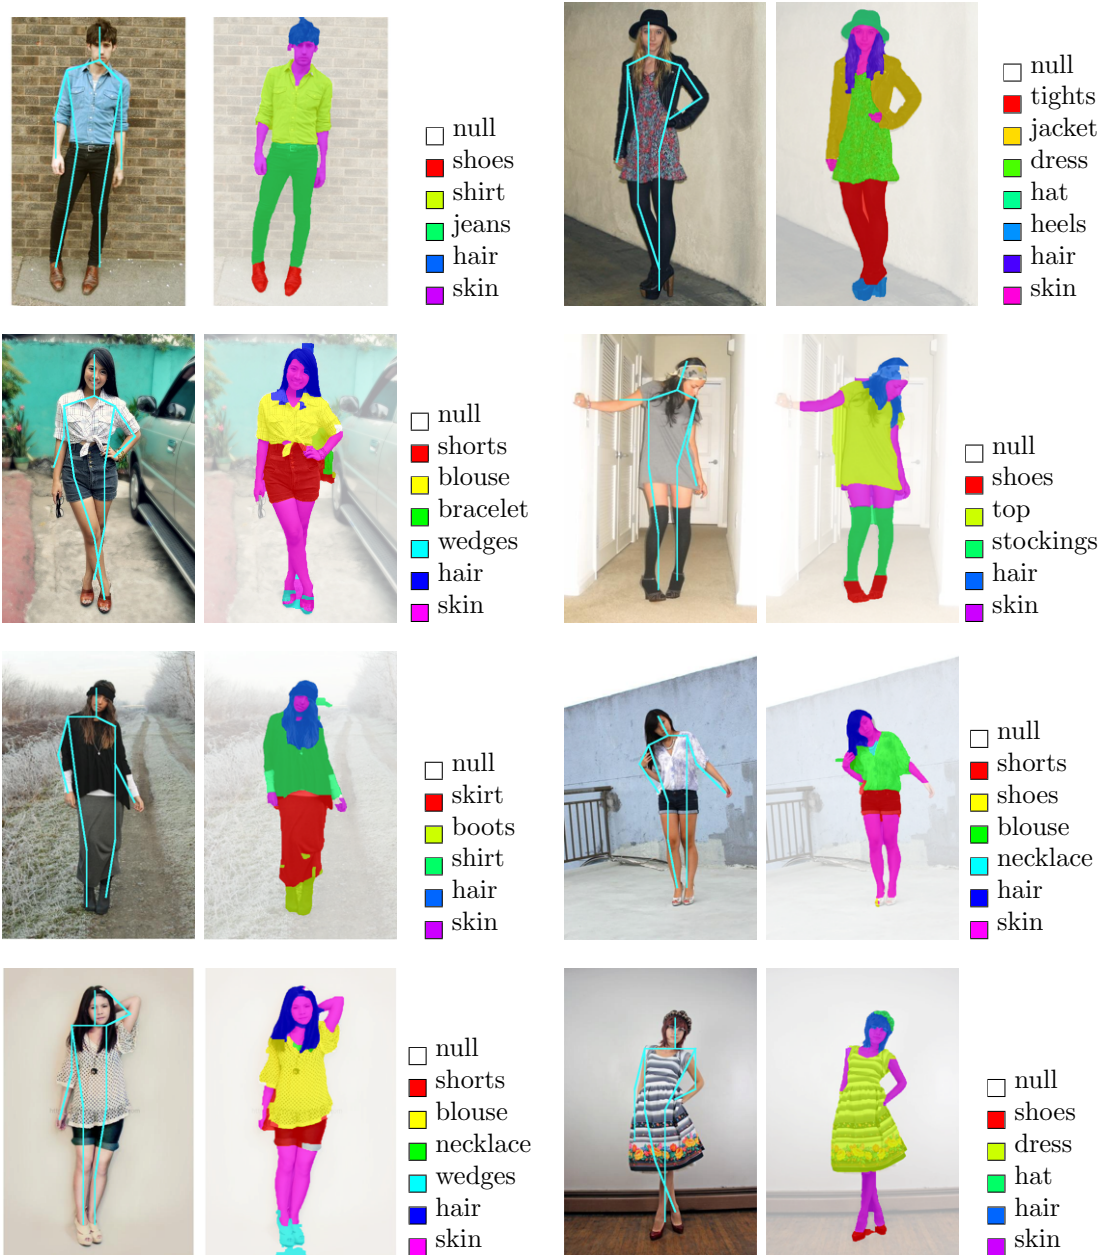 null
shoes
shirt
jeans
hair
skin
null
tights
jacket
dress
hat
heels
hair
skin
null
shorts
blouse
bracelet
wedges
hair
skin
null
shoes
top
stockings
hair
skin
null
skirt
boots
shirt
hair
skin
null
shorts
shoes
blouse
necklace
hair
skin
null
shorts
blouse
necklace
wedges
hair
skin
null
shoes
dress
hat
hair
skin